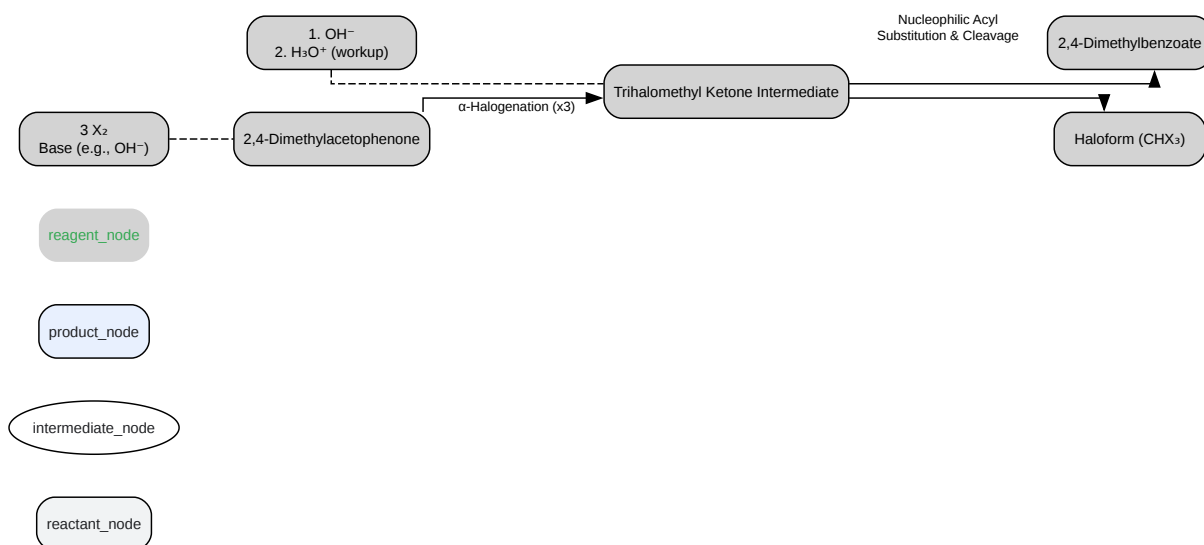 Nucleophilic Acyl
Substitution & Cleavage
1. OH⁻
2. H₃O⁺ (workup)
2,4-Dimethylbenzoate
Trihalomethyl Ketone Intermediate
α-Halogenation (x3)
3 X₂
Base (e.g., OH⁻)
2,4-Dimethylacetophenone
Haloform (CHX₃)
reagent_node
product_node
intermediate_node
reactant_node